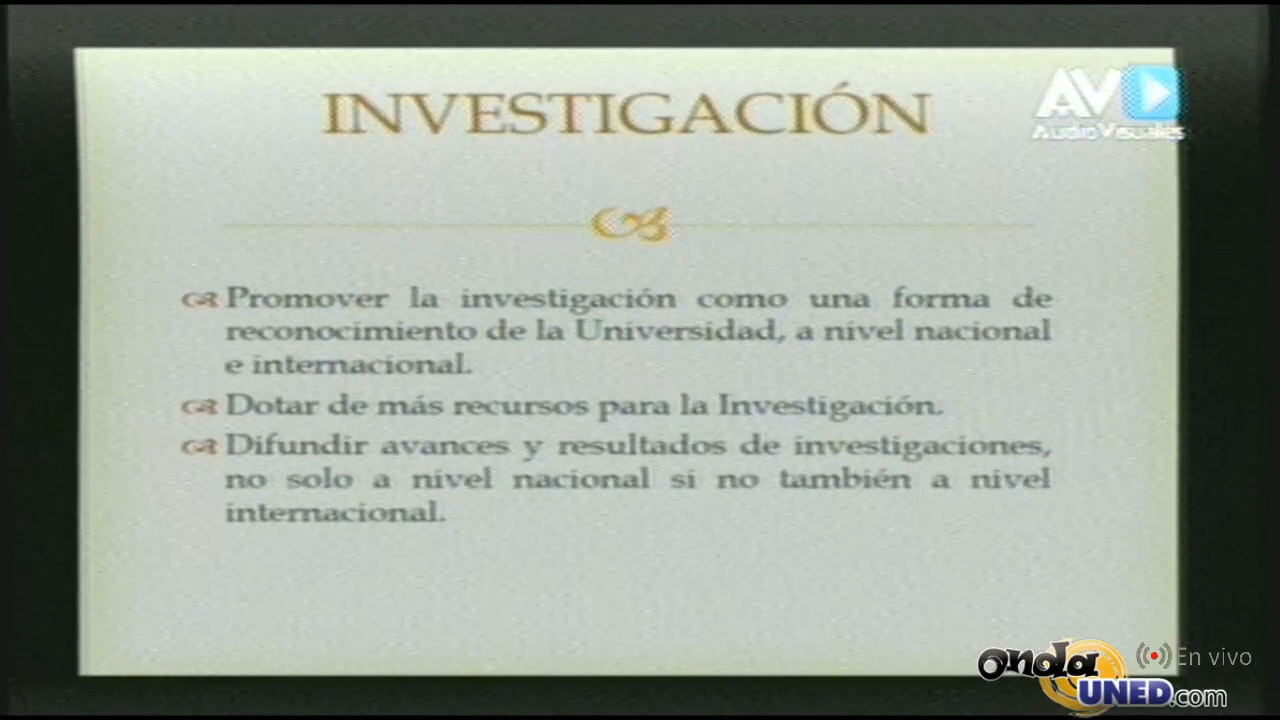 INVESTIGACIÓN
AV
AudioVisuales
Promover la investigación como una forma de
reconocimiento de la Universidad, a nivel nacional
e internacional.
Dotar de más recursos para la Investigación.
Difundir avances y resultados de investigaciones,
no solo a nivel nacional si no también a nivel
internacional.
onda
UNED.com
En vivo